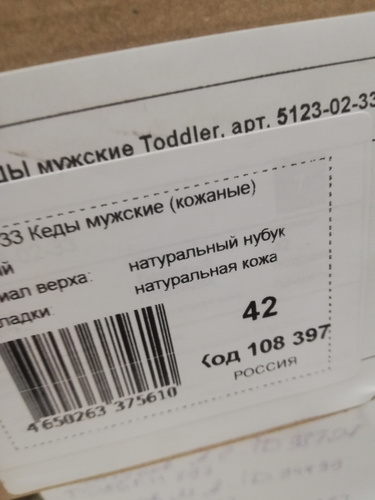 ДЫ мужские Toddler, арт. 5123-02-33
33 Кеды мужские (кожаные)
ий
иал верха: натуральный нубук
ладки: натуральная кожа
42
Код 108 397
РОССИЯ
4 650263 375610